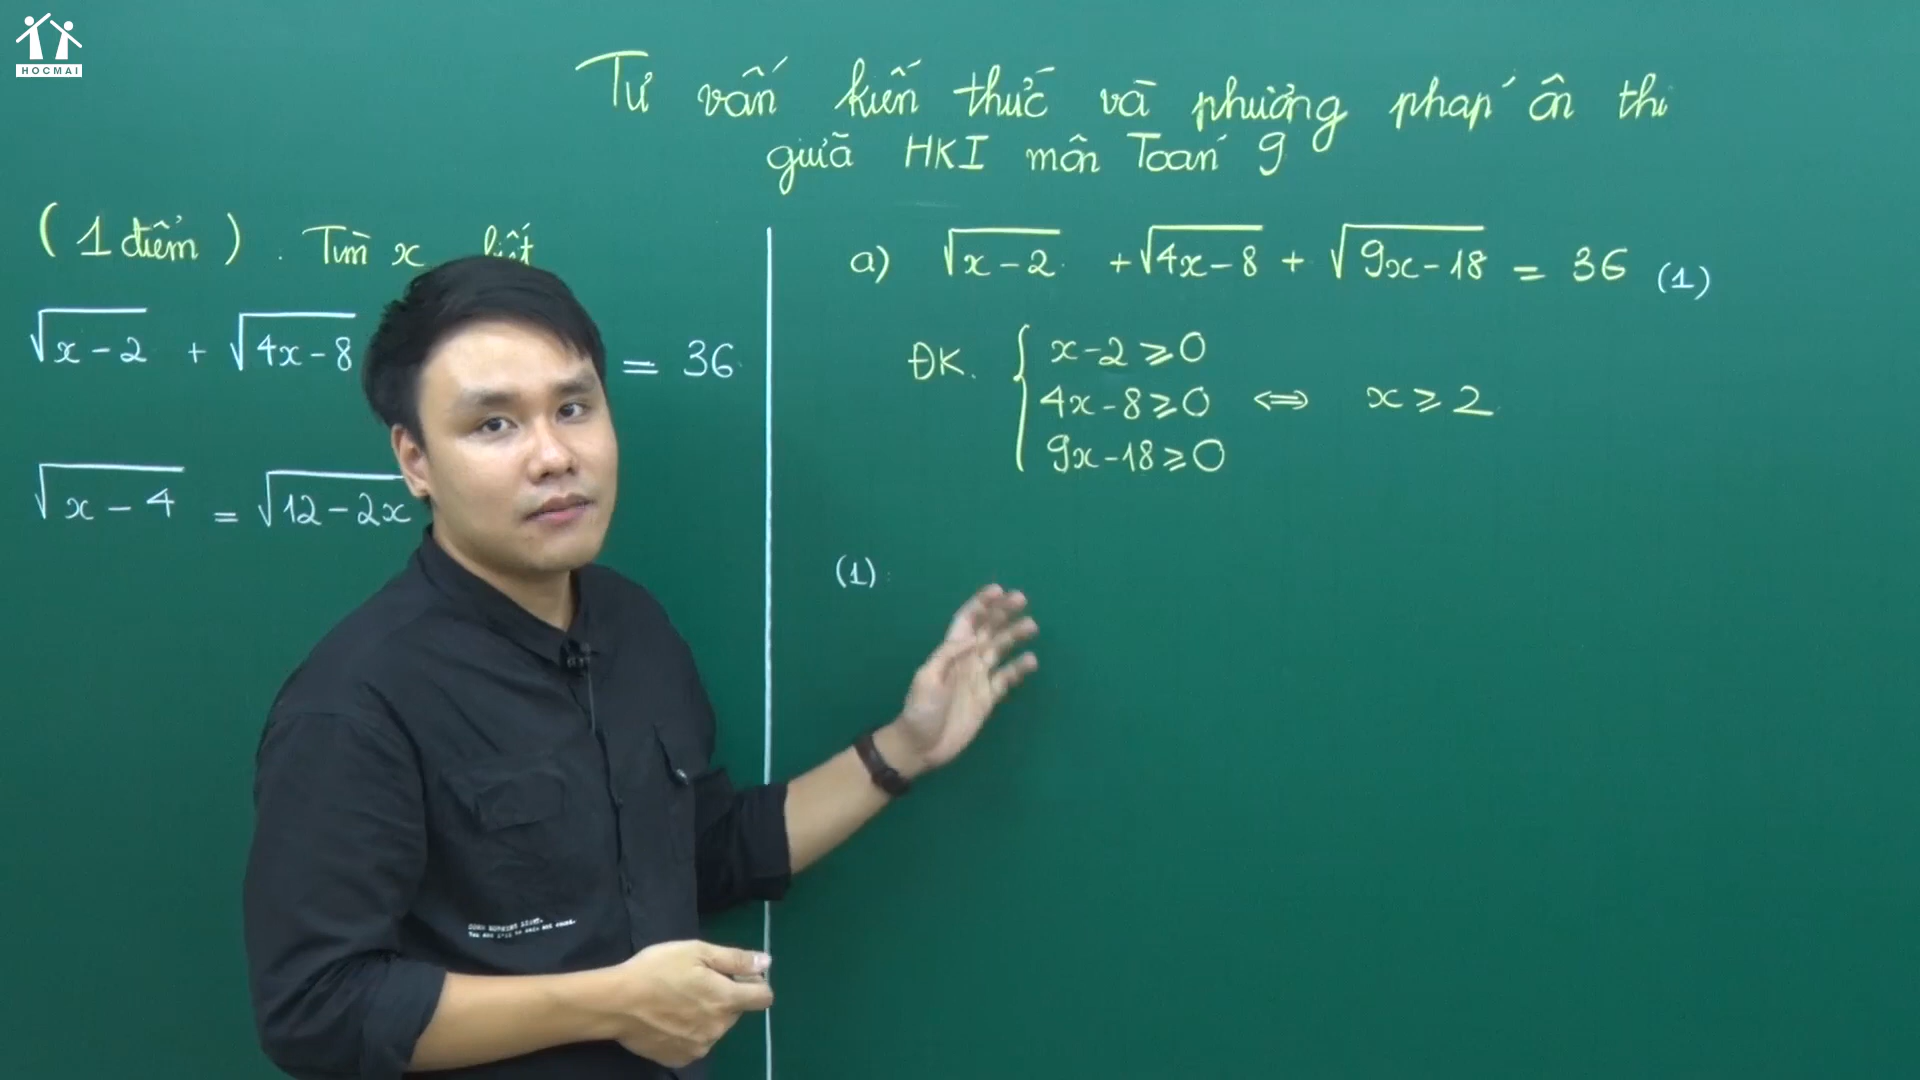 HOCMAI
Tư vấn kiến thức và phương pháp ôn thi
giữa HKI môn Toán 9
(1 điểm). Tìm x biết
√x-2 + √4x-8 = 36
√x-4 = √12-2x
a) √x-2 + √4x-8 + √9x-18 = 36 (1)
ĐK. { x-2 ≥ 0
4x-8 ≥ 0 ⇔ x ≥ 2
9x-18 ≥ 0
(1):